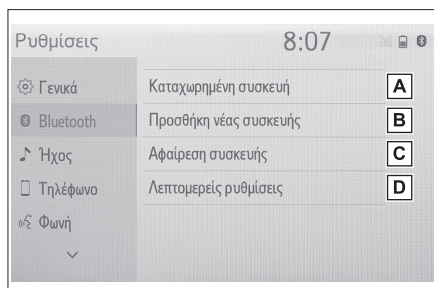 Ρυθμίσεις 8:07
Γενικά
Bluetooth
Ήχος
Τηλέφωνο
Φωνή
Καταχωρημένη συσκευή A
Προσθήκη νέας συσκευής B
Αφαίρεση συσκευής C
Λεπτομερείς ρυθμίσεις D